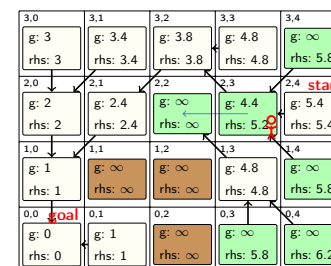 3,0 3,1 3,2 3,3 3,4
g: 3 g: 3.4 g: 3.8 g: 4.8 g: ∞
rhs: 3 rhs: 3.4 rhs: 3.8 rhs: 4.8 rhs: 5.8
2,0 2,1 2,2 2,3 2,4
g: 2 g: 2.4 g: ∞ g: 4.4 g: 5.4
rhs: 2 rhs: 2.4 rhs: ∞ rhs: 5.2 rhs: 5.4
1,0 1,1 1,2 1,3 1,4
g: 1 g: ∞ g: ∞ g: 4.8 g: ∞
rhs: 1 rhs: ∞ rhs: ∞ rhs: 4.8 rhs: 5.8
0,0 goal 0,1 0,2 0,3 0,4
g: 0 g: 1 g: ∞ g: ∞ g: ∞
rhs: 0 rhs: 1 rhs: ∞ rhs: 5.8 rhs: 6.2